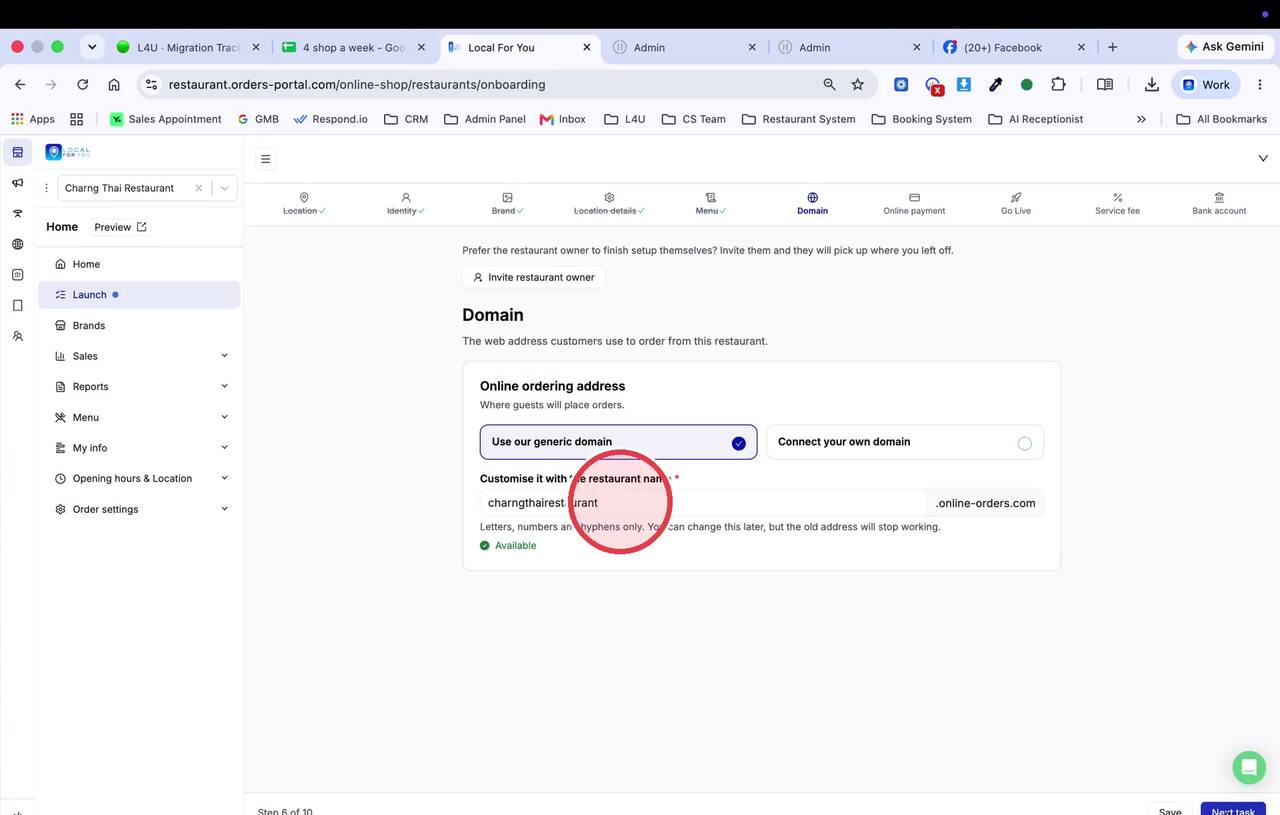 L4U · Migration Trac
4 shop a week - Goo
Local For You
Admin
Admin
(20+) Facebook
Ask Gemini
restaurant.orders-portal.com/online-shop/restaurants/onboarding
Work
Apps
Sales Appointment
GMB
Respond.io
CRM
Admin Panel
Inbox
L4U
CS Team
Restaurant System
Booking System
AI Receptionist
All Bookmarks
LOCAL
FOR YOU
Charng Thai Restaurant
Location
Identity
Brand
Location details
Menu
Domain
Online payment
Go Live
Service fee
Bank account
Home
Preview
Home
Launch
Brands
Sales
Reports
Menu
My info
Opening hours & Location
Order settings
Prefer the restaurant owner to finish setup themselves? Invite them and they will pick up where you left off.
Invite restaurant owner
Domain
The web address customers use to order from this restaurant.
Online ordering address
Where guests will place orders.
Use our generic domain
Connect your own domain
Customise it with restaurant *
charngthairestaurant
.online-orders.com
Letters, numbers hyphens only. You can change this later, but the old address will stop working.
Available
Step 6 of 10
Save
Next task